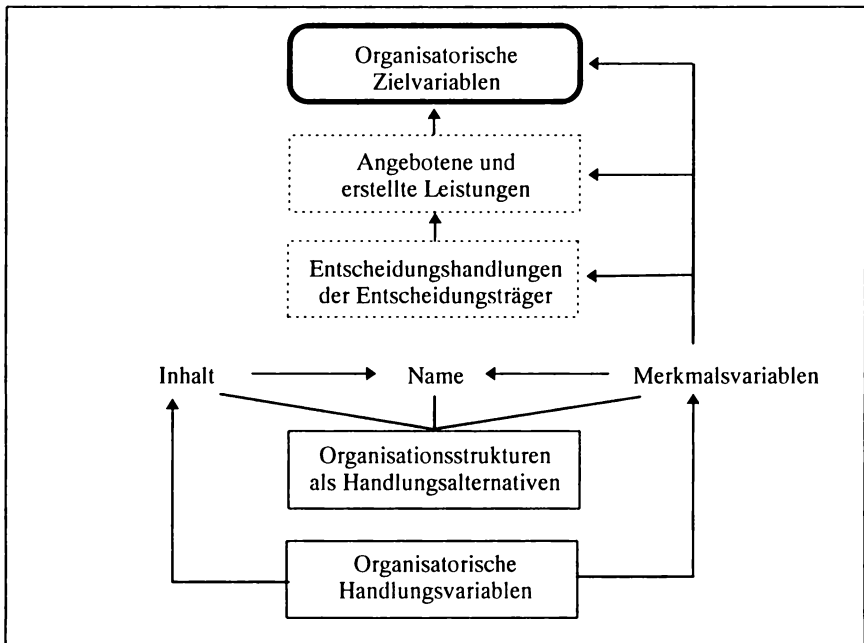 Organisatorische
Zielvariablen
Angebotene und
erstellte Leistungen
Entscheidungshandlungen
der Entscheidungsträger
Inhalt
Name
Merkmalsvariablen
Organisationsstrukturen
als Handlungsalternativen
Organisatorische
Handlungsvariablen